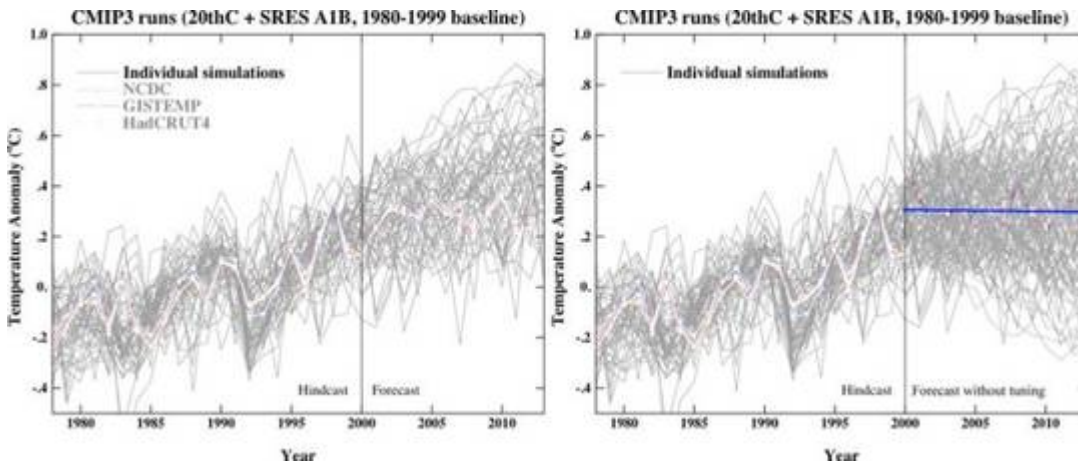 CMIP3 runs (20thC + SRES A1B, 1980-1999 baseline)
Temperature Anomaly (°C)
1.0
.8
.6
.4
.2
0.
-.2
-.4
Individual simulations
NCDC
GISTEMP
HadCRUT4
Hindcast
Forecast
1980
1985
1990
1995
2000
2005
2010
Year
CMIP3 runs (20thC + SRES A1B, 1980-1999 baseline)
Temperature Anomaly (°C)
1.0
.8
.6
.4
.2
0.
-.2
-.4
Individual simulations
Hindcast
Forecast without tuning
1980
1985
1990
1995
2000
2005
2010
Year